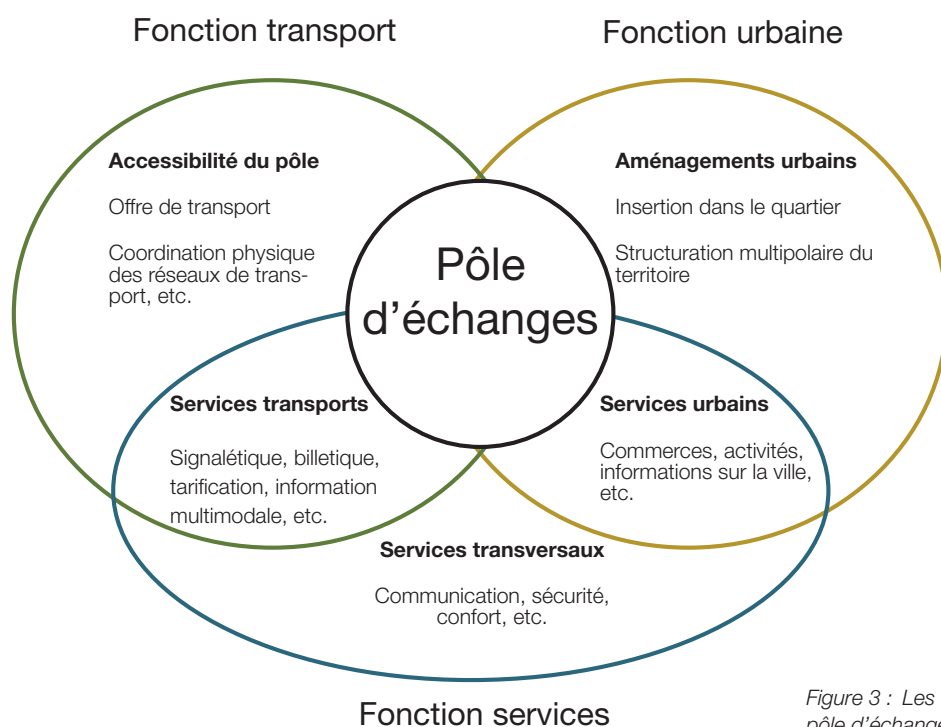 Fonction transport
Fonction urbaine
Accessibilité du pôle
Offre de transport
Coordination physique
des réseaux de trans-
port, etc.
Aménagements urbains
Insertion dans le quartier
Structuration multipolaire du
territoire
Pôle
d’échanges
Services transports
Signalétique, billetique,
tarification, information
multimodale, etc.
Services urbains
Commerces, activités,
informations sur la ville,
etc.
Services transversaux
Communication, sécurité,
confort, etc.
Fonction services
Figure 3 : Les
pôle d’échange